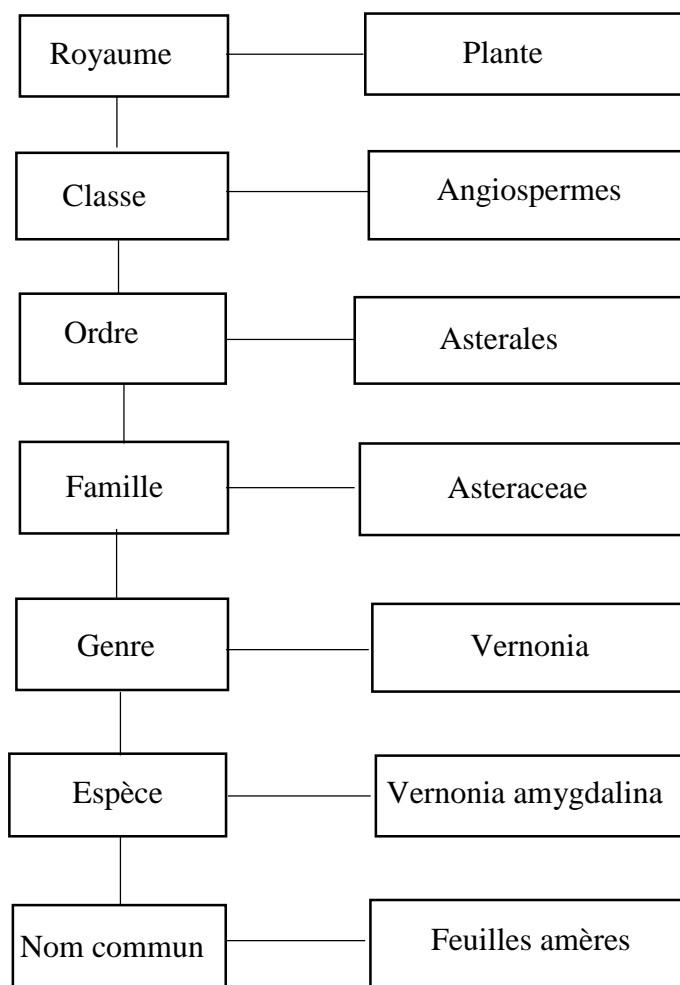 Royaume
Plante
Classe
Angiospermes
Ordre
Asterales
Famille
Asteraceae
Genre
Vernonia
Espèce
Vernonia amygdalina
Nom commun
Feuilles amères